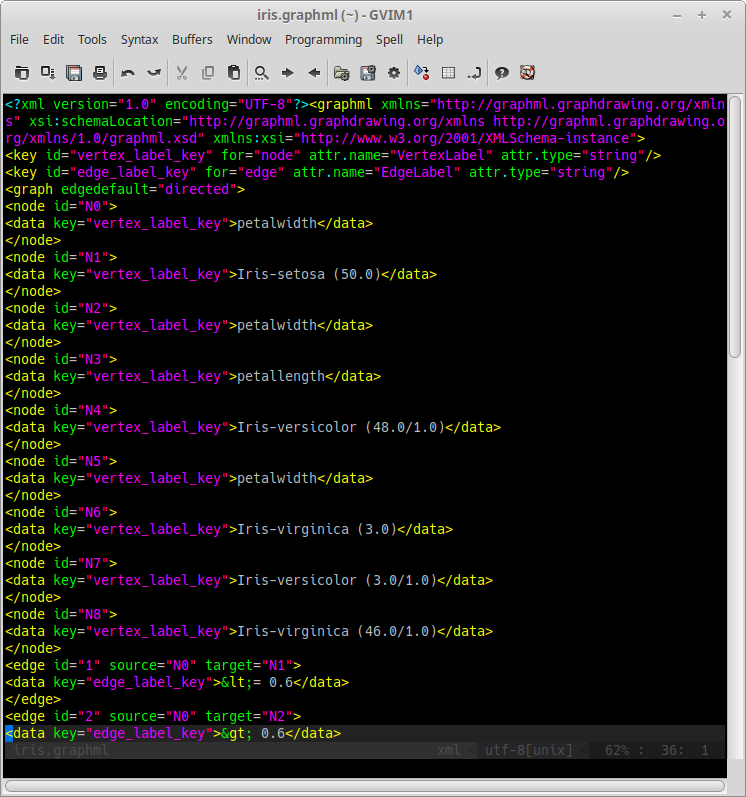 iris.graphml (~) - GVIM1
File Edit Tools Syntax Buffers Window Programming Spell Help
<?xml version="1.0" encoding="UTF-8"?><graphml xmlns="http://graphml.graphdrawing.org/xmln
s" xsi:schemaLocation="http://graphml.graphdrawing.org/xmlns http://graphml.graphdrawing.o
rg/xmlns/1.0/graphml.xsd" xmlns:xsi="http://www.w3.org/2001/XMLSchema-instance">
<key id="vertex_label_key" for="node" attr.name="VertexLabel" attr.type="string"/>
<key id="edge_label_key" for="edge" attr.name="EdgeLabel" attr.type="string"/>
<graph edgedefault="directed">
<node id="N0">
<data key="vertex_label_key">petalwidth</data>
</node>
<node id="N1">
<data key="vertex_label_key">Iris-setosa (50.0)</data>
</node>
<node id="N2">
<data key="vertex_label_key">petalwidth</data>
</node>
<node id="N3">
<data key="vertex_label_key">petallength</data>
</node>
<node id="N4">
<data key="vertex_label_key">Iris-versicolor (48.0/1.0)</data>
</node>
<node id="N5">
<data key="vertex_label_key">petalwidth</data>
</node>
<node id="N6">
<data key="vertex_label_key">Iris-virginica (3.0)</data>
</node>
<node id="N7">
<data key="vertex_label_key">Iris-versicolor (3.0/1.0)</data>
</node>
<node id="N8">
<data key="vertex_label_key">Iris-virginica (46.0/1.0)</data>
</node>
<edge id="1" source="N0" target="N1">
<data key="edge_label_key">&lt;= 0.6</data>
</edge>
<edge id="2" source="N0" target="N2">
<data key="edge_label_key">&gt; 0.6</data>
iris.graphml xml < utf-8[unix] < 62% : 36: 1